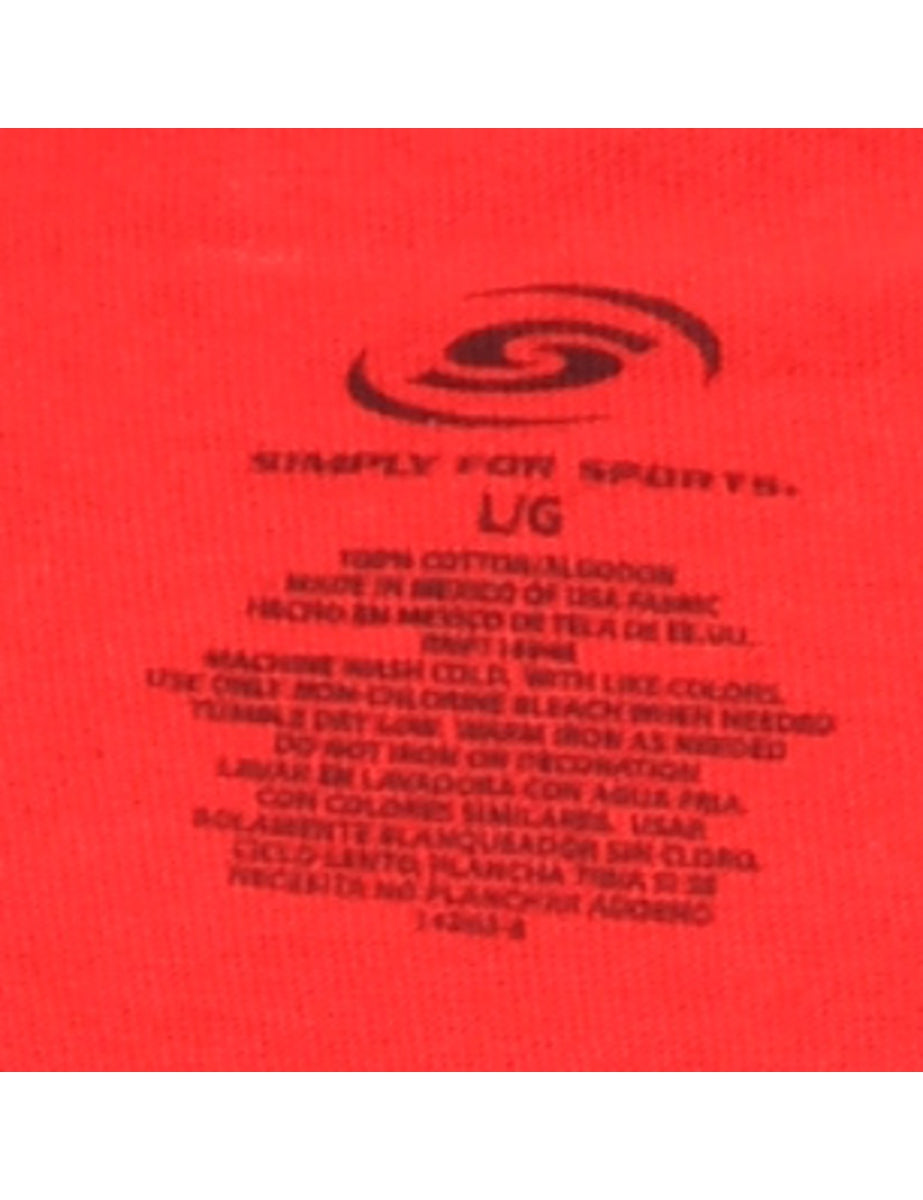 SIMPLY FOR SPORTS.
L/G
100% COTTON/ALGODON
MADE IN MEXICO OF USA FABRIC
HECHO EN MEXICO DE TELA DE EE.UU.
MACHINE WASH COLD, WITH LIKE COLORS.
USE ONLY NON-CHLORINE BLEACH WHEN NEEDED
TUMBLE DRY LOW. WARM IRON AS NEEDED
DO NOT IRON ON DECORATION
LAVAR EN LAVADORA CON AGUA FRIA.
CON COLORES SIMILARES. USAR
SOLAMENTE BLANQUEADOR SIN CLORO.
CICLO LENTO, PLANCHA TIBIA SI SE
NECESITA NO PLANCHAR ADORNO